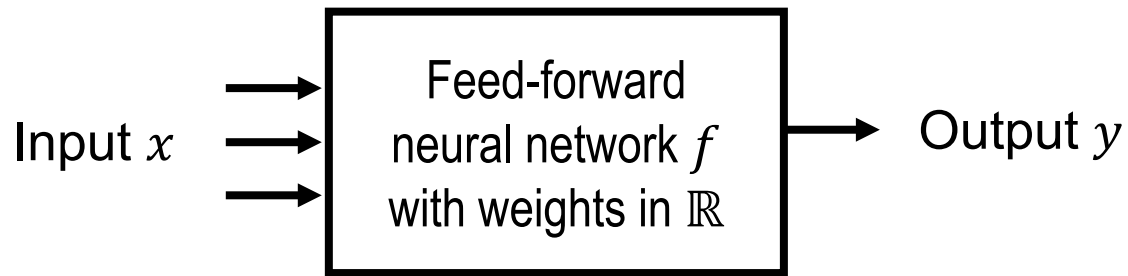 Input 𝑥
Feed-forward
neural network 𝑓
with weights in ℝ
Output 𝑦